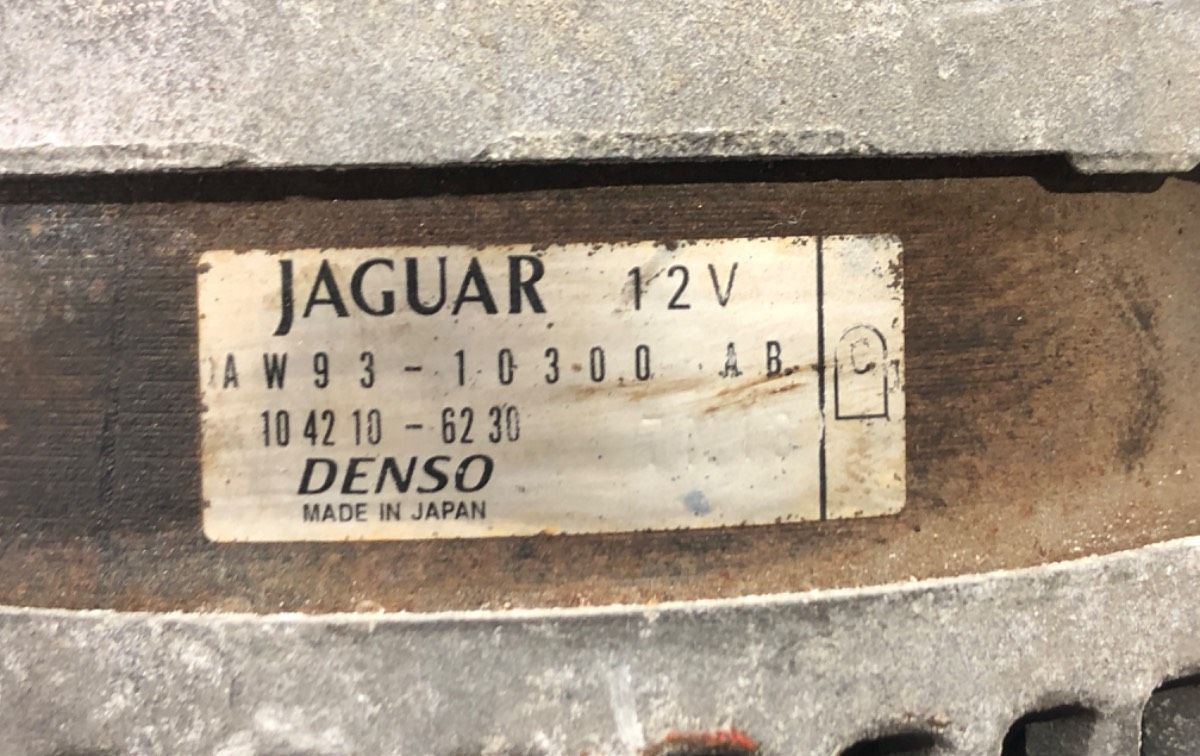 JAGUAR 12V
AW93-10300 AB
104210-6230
DENSO
MADE IN JAPAN
C